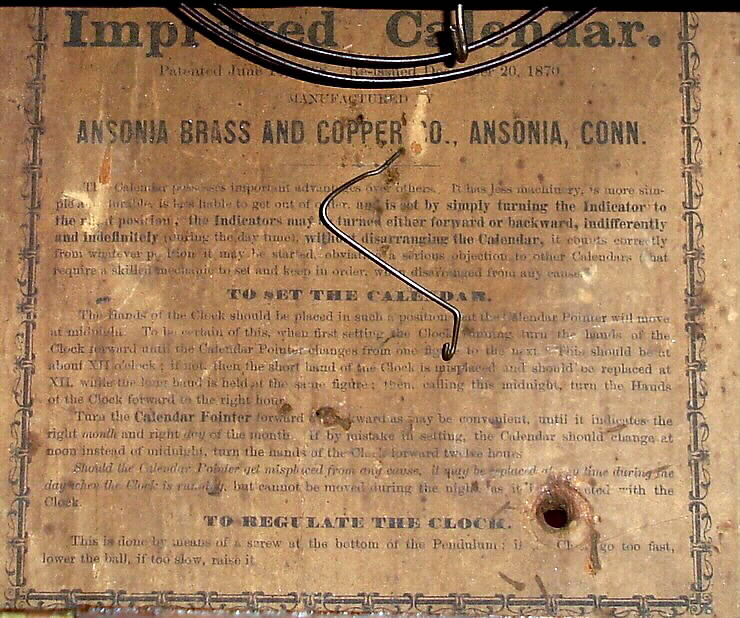 Improved Calendar.
Patented June Re-issued 20, 1870
MANUFACTURED BY
ANSONIA BRASS AND COPPER CO., ANSONIA, CONN.
The Calendar possesses important advantages over others. It has less machinery, is more sim-
ple and durable, is less liable to get out of order, and is set by simply turning the Indicator to
the right position; the Indicators may be turned either forward or backward, indifferently
and indefinitely (during the day time), without disarranging the Calendar, it counts correctly
from whatever position it may be started, obviating a serious objection to other Calendars that
require a skilled mechanic to set and keep in order, when disarranged from any cause.
TO SET THE CALENDAR.
The Hands of the Clock should be placed in such a position that the Calendar Pointer will move
at midnight. To be certain of this, when first setting the Clock running, turn the hands of the
Clock forward until the Calendar Pointer changes from one figure to the next. This should be at
about XII o'clock; if not, then the short hand of the Clock is misplaced and should be replaced at
XII, while the long hand is held at the same figure; then, calling this midnight, turn the Hands
of the Clock forward to the right hour.
Turn the Calendar Pointer forward or backward as may be convenient, until it indicates the
right month and right day of the month. If by mistake in setting, the Calendar should change at
noon instead of midnight, turn the hands of the Clock forward twelve hours
Should the Calendar Pointer get misplaced from any cause, it may be replaced at any time during the
day when the Clock is running, but cannot be moved during the night, as it is connected with the
Clock.
TO REGULATE THE CLOCK.
This is done by means of a screw at the bottom of the Pendulum; if Clock go too fast,
lower the ball, if too slow, raise it